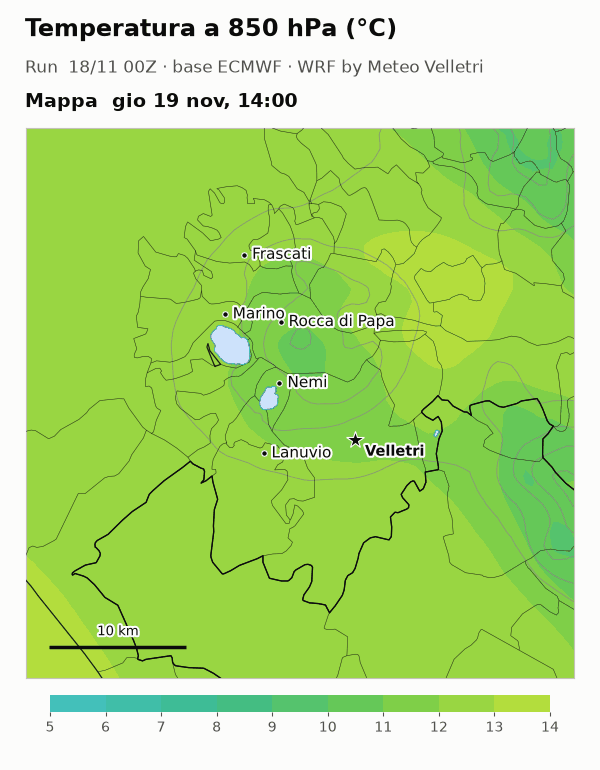 Temperatura a 850 hPa (°C)
Run  18/11 00Z · base ECMWF · WRF by Meteo Velletri
Mappa  gio 19 nov, 14:00
Frascati
Marino
Rocca di Papa
Nemi
Velletri
Lanuvio
10 km
5 6 7 8 9 10 11 12 13 14